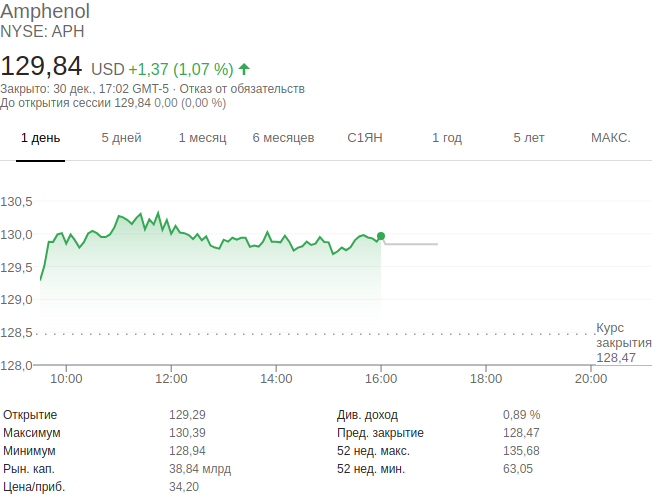 Amphenol
NYSE: APH
129,84 USD +1,37 (1,07 %)
Закрыто: 30 дек., 17:02 GMT-5 · Отказ от обязательств
До открытия сессии 129,84 0,00 (0,00 %)
1 день 5 дней 1 месяц 6 месяцев С1ЯН 1 год 5 лет МАКС.
130,5
130,0
129,5
129,0
128,5
128,0
Курс
закрытия
128,47
10:00 12:00 14:00 16:00 18:00 20:00
Открытие 129,29 Див. доход 0,89 %
Максимум 130,39 Пред. закрытие 128,47
Минимум 128,94 52 нед. макс. 135,68
Рын. кап. 38,84 млрд 52 нед. мин. 63,05
Цена/приб. 34,20